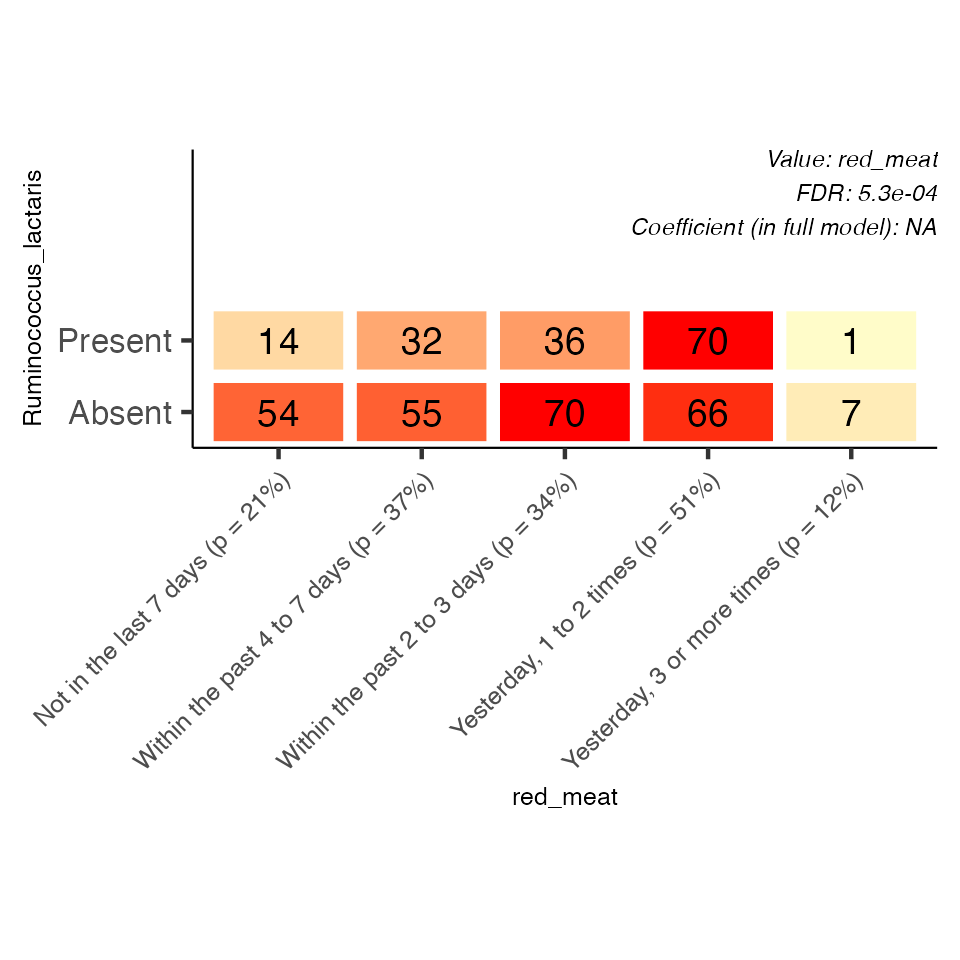 Value: red_meat
FDR: 5.3e-04
Coefficient (in full model): NA
Ruminococcus_lactaris
Present 14 32 36 70 1
Absent 54 55 70 66 7
Not in the last 7 days (p = 21%)
Within the past 4 to 7 days (p = 37%)
Within the past 2 to 3 days (p = 34%)
Yesterday, 1 to 2 times (p = 51%)
Yesterday, 3 or more times (p = 12%)
red_meat